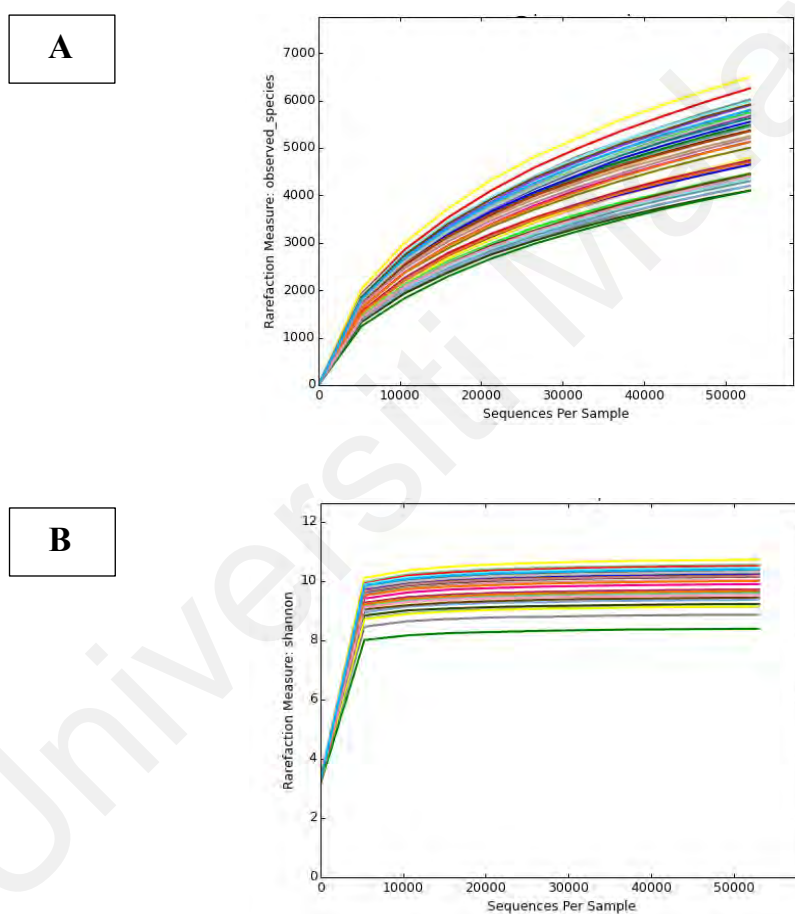 A
7000
6000
5000
4000
3000
2000
1000
0
Rarefaction Measure: observed_species
0 10000 20000 30000 40000 50000
Sequences Per Sample
B
12
10
8
6
4
2
0
Rarefaction Measure: shannon
0 10000 20000 30000 40000 50000
Sequences Per Sample
Universiti Malay